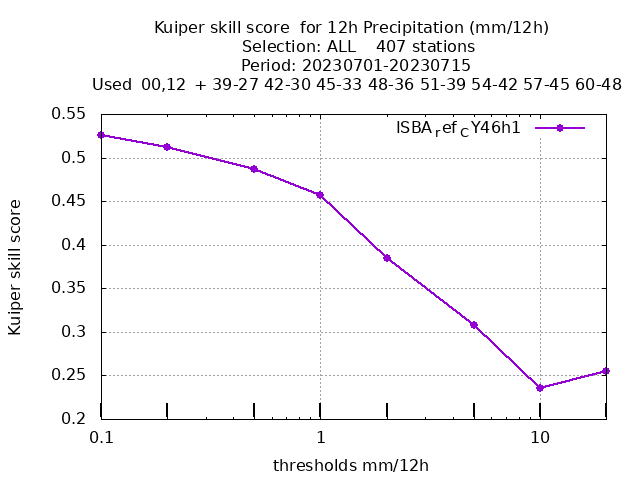 Kuiper skill score  for 12h Precipitation (mm/12h)
Selection: ALL    407 stations
Period: 20230701-20230715
Used  00,12  + 39-27 42-30 45-33 48-36 51-39 54-42 57-45 60-48
ISBA_ref_CY46h1
0.55
0.5
0.45
0.4
0.35
0.3
0.25
0.2
Kuiper skill score
0.1 1 10
thresholds mm/12h